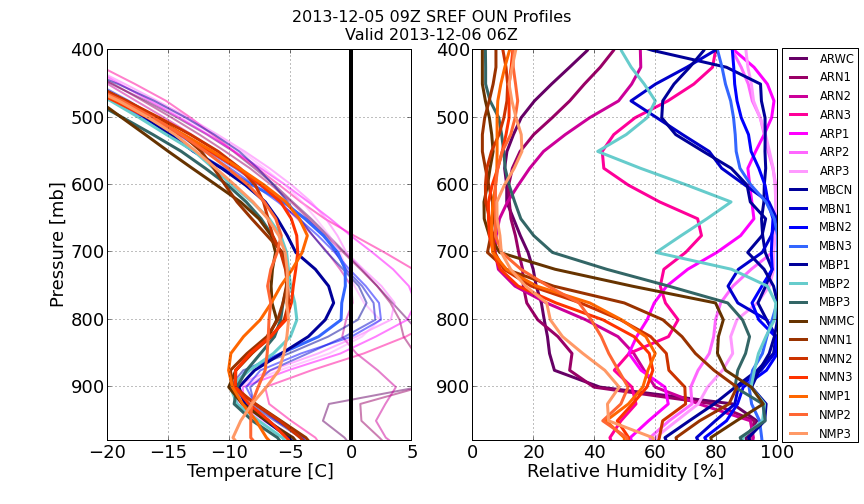 2013-12-05 09Z SREF OUN Profiles
Valid 2013-12-06 06Z
Pressure [mb]
400
500
600
700
800
900
−20 −15 −10 −5 0 5
Temperature [C]
400
500
600
700
800
900
0 20 40 60 80 100
Relative Humidity [%]
ARWC
ARN1
ARN2
ARN3
ARP1
ARP2
ARP3
MBCN
MBN1
MBN2
MBN3
MBP1
MBP2
MBP3
NMMC
NMN1
NMN2
NMN3
NMP1
NMP2
NMP3